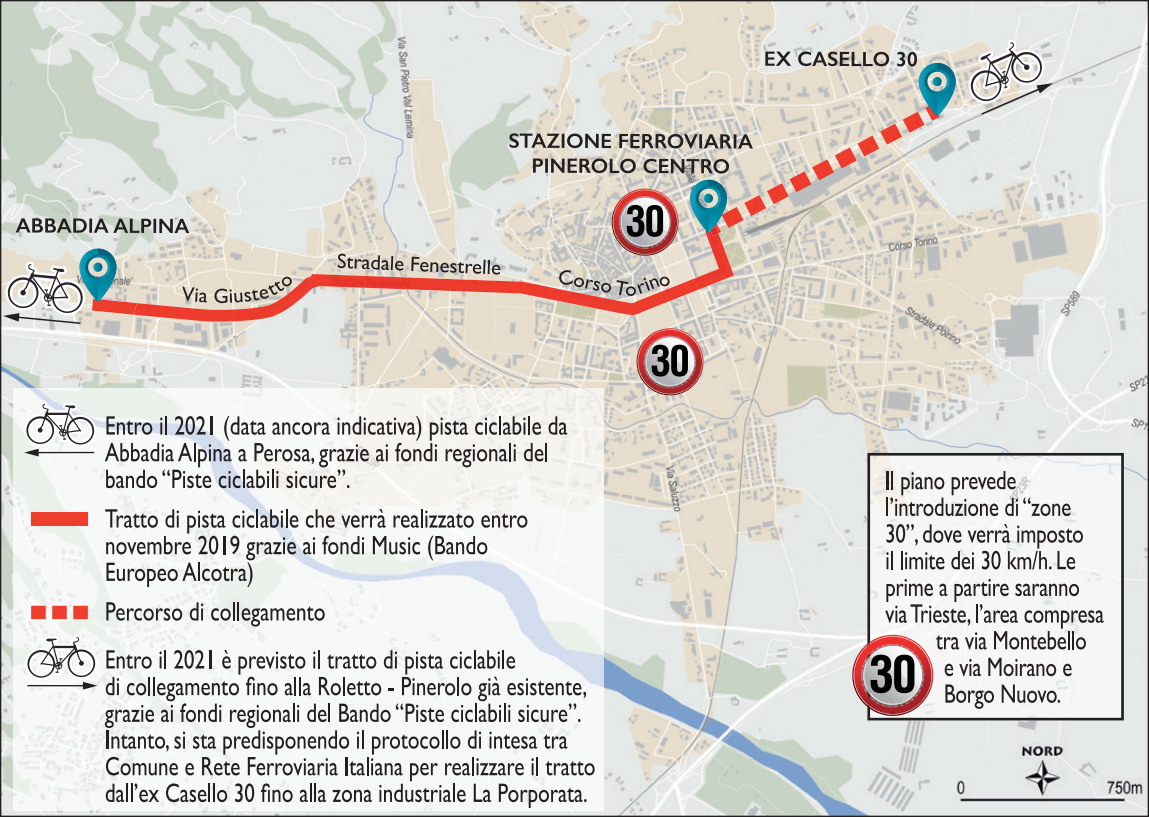 EX CASELLO 30
Via San Pietro Val Lemina
STAZIONE FERROVIARIA
PINEROLO CENTRO
30
ABBADIA ALPINA
Corso Torino
Stradale Fenestrelle
Via Giustetto
Corso Torino
SP589
Stradale Poirino
30
Via Saluzzo
Entro il 2021 (data ancora indicativa) pista ciclabile da
Abbadia Alpina a Perosa, grazie ai fondi regionali del
bando “Piste ciclabili sicure”.
Tratto di pista ciclabile che verrà realizzato entro
novembre 2019 grazie ai fondi Music (Bando
Europeo Alcotra)
Percorso di collegamento
Entro il 2021 è previsto il tratto di pista ciclabile
di collegamento fino alla Roletto - Pinerolo già esistente,
grazie ai fondi regionali del Bando “Piste ciclabili sicure”.
Intanto, si sta predisponendo il protocollo di intesa tra
Comune e Rete Ferroviaria Italiana per realizzare il tratto
dall'ex Casello 30 fino alla zona industriale La Porporata.
Il piano prevede
l'introduzione di “zone
30”, dove verrà imposto
il limite dei 30 km/h. Le
prime a partire saranno
via Trieste, l'area compresa
tra via Montebello
e via Moirano e
Borgo Nuovo.
30
NORD
0 750m